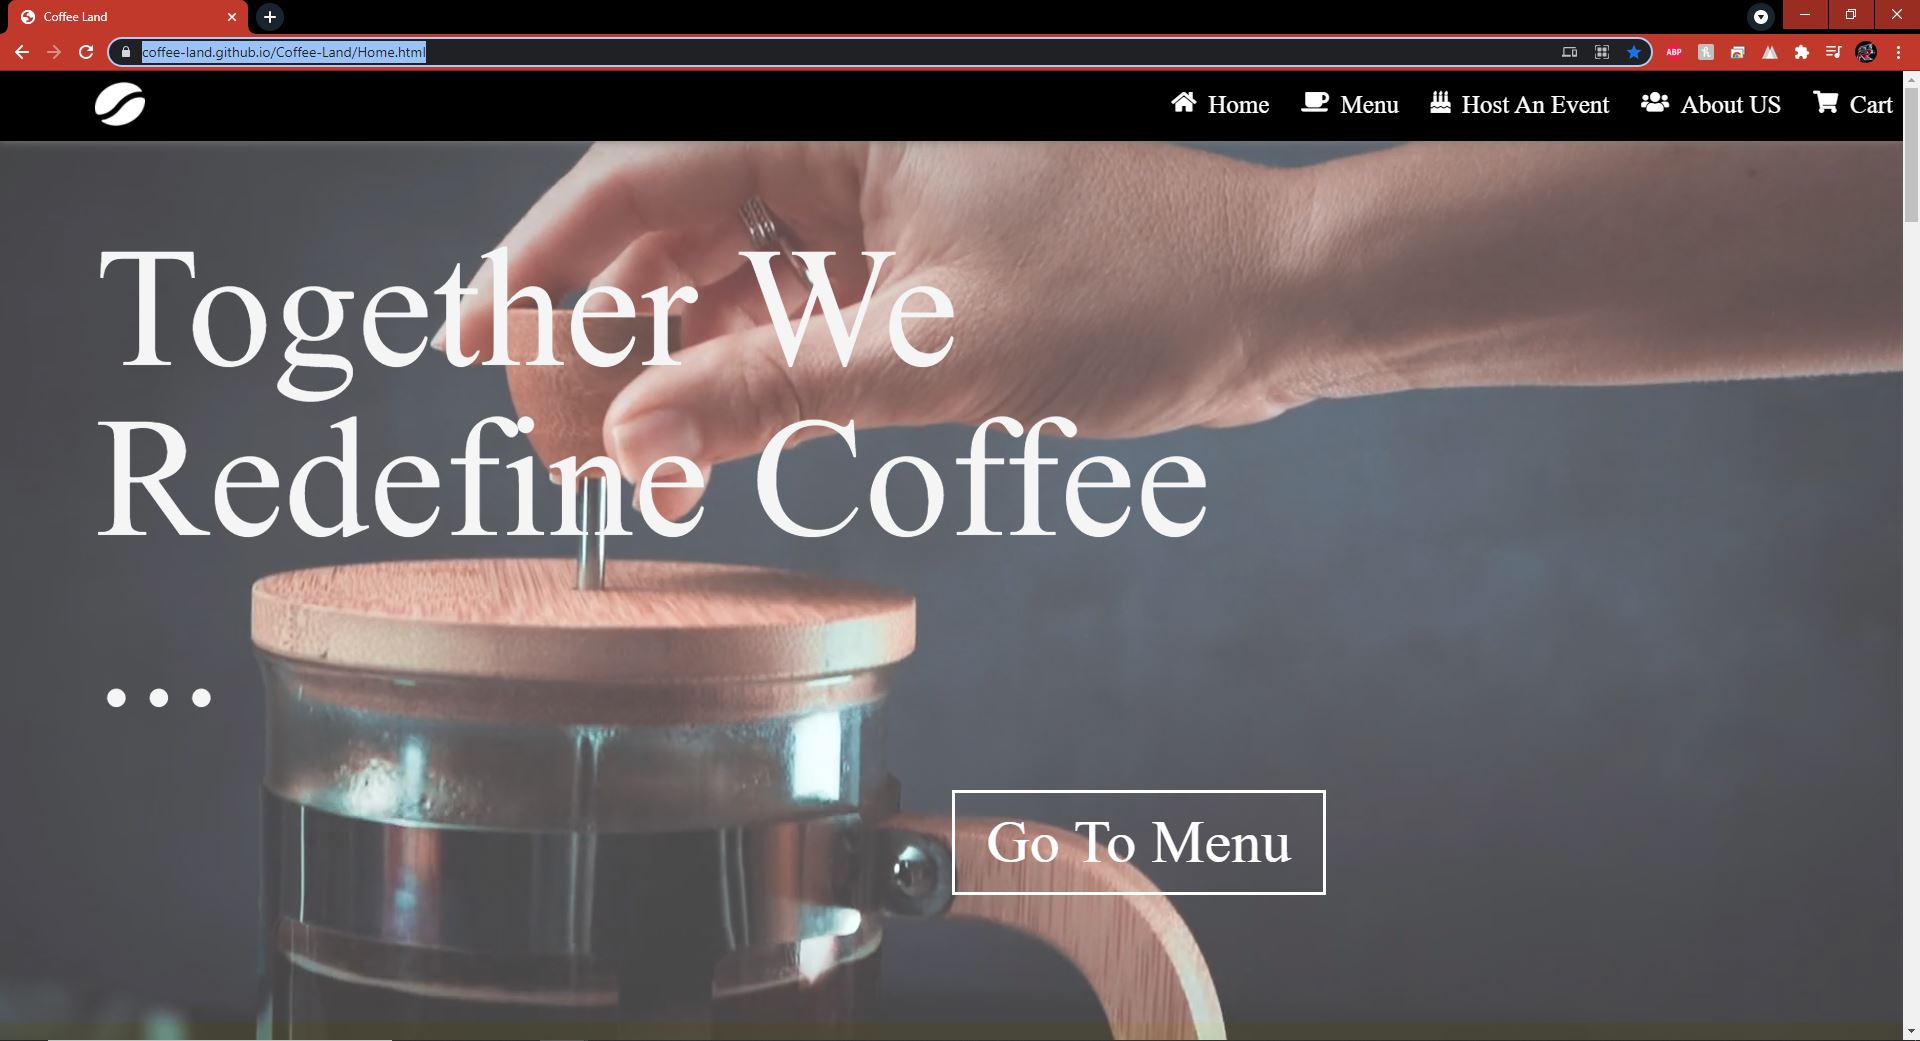 Coffee Land
coffee-land.github.io/Coffee-Land/Home.html
ABP
Home Menu Host An Event About US Cart
Together We
Redefine Coffee
...
Go To Menu